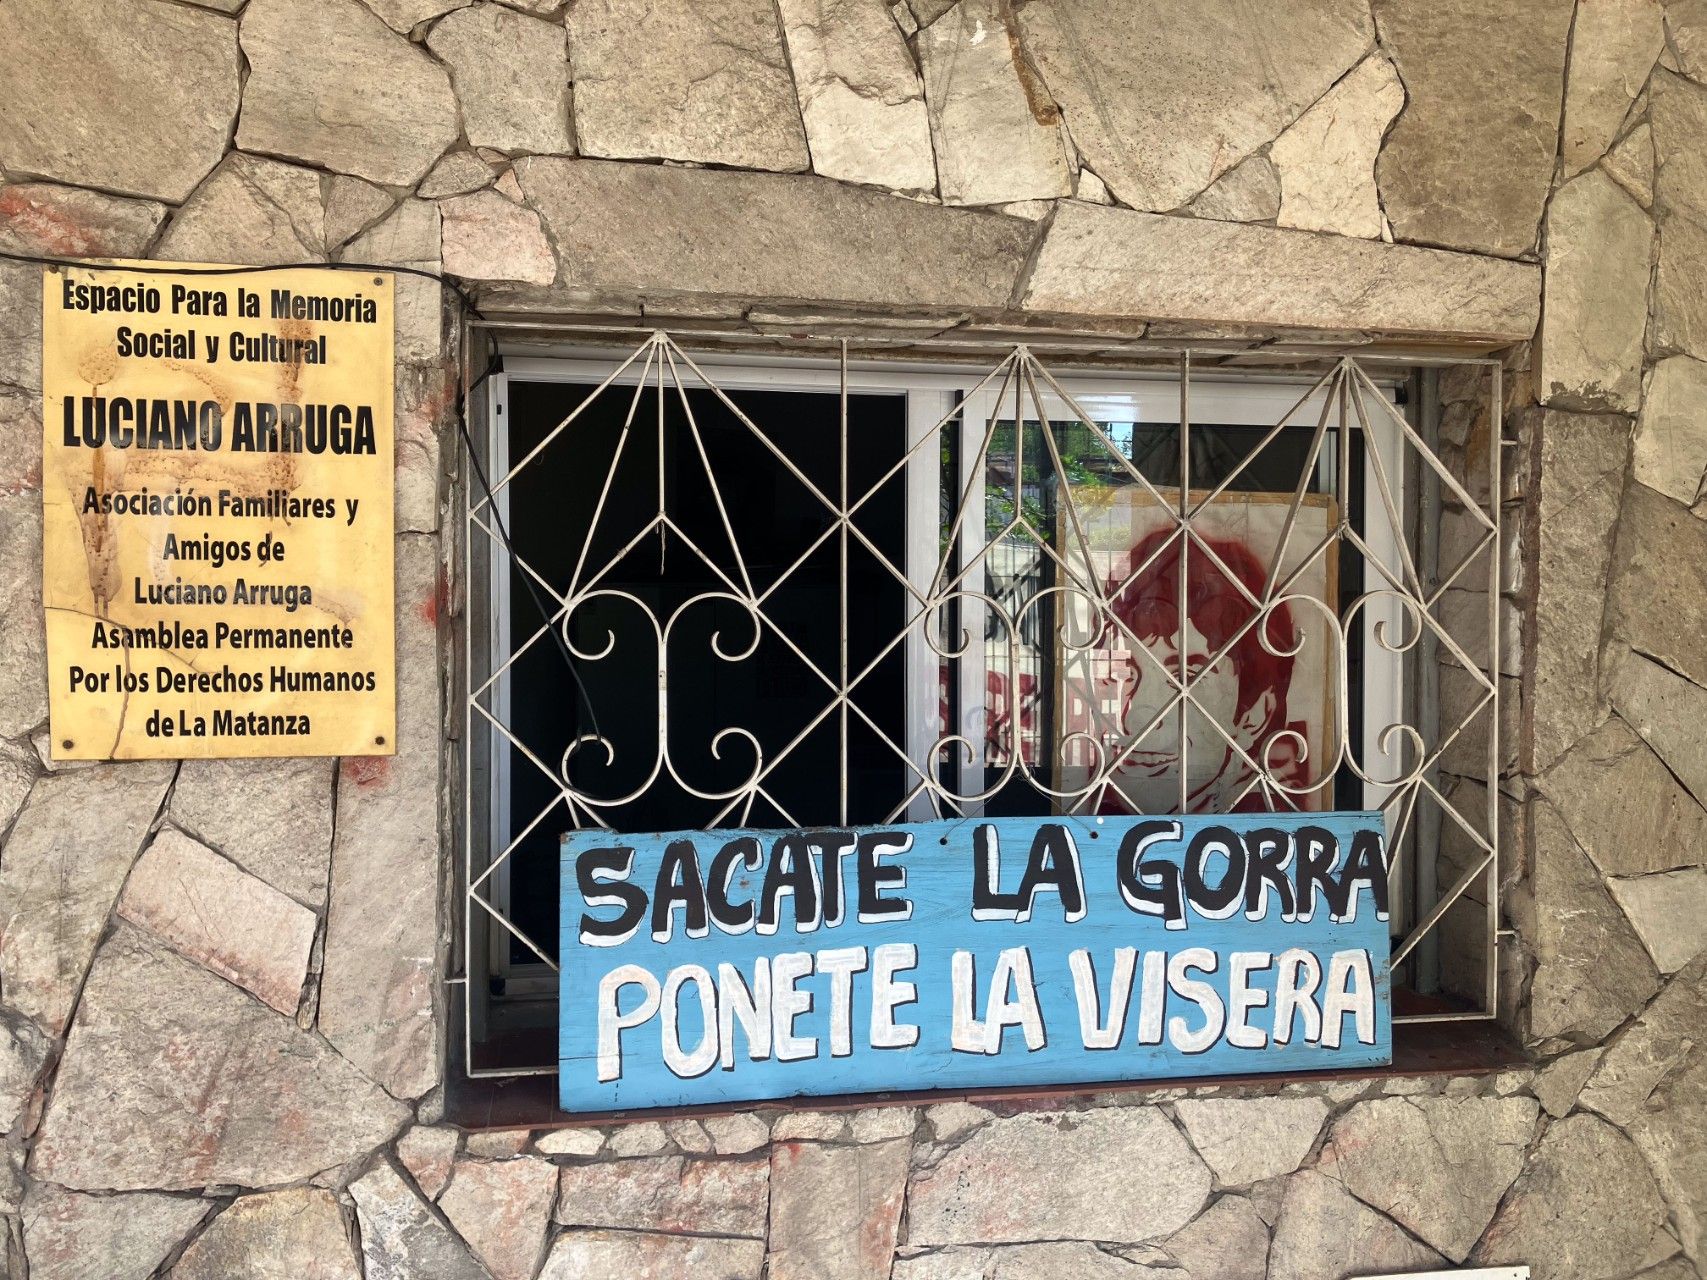 Espacio Para la Memoria
Social y Cultural
LUCIANO ARRUGA
Asociación Familiares y
Amigos de
Luciano Arruga
Asamblea Permanente
Por los Derechos Humanos
de La Matanza
SACATE LA GORRA
PONETE LA VISERA